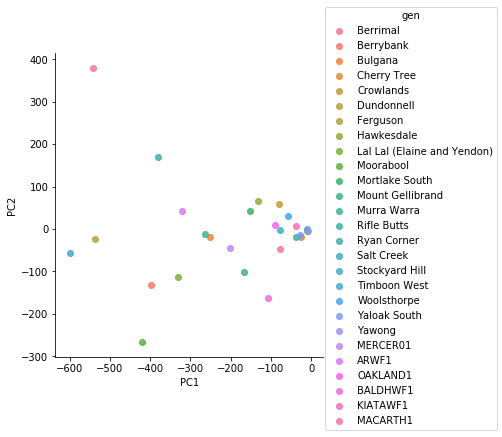 gen
Berrimal
Berrybank
Bulgana
Cherry Tree
Crowlands
Dundonnell
Ferguson
Hawkesdale
Lal Lal (Elaine and Yendon)
Moorabool
Mortlake South
Mount Gellibrand
Murra Warra
Rifle Butts
Ryan Corner
Salt Creek
Stockyard Hill
Timboon West
Woolsthorpe
Yaloak South
Yawong
MERCER01
ARWF1
OAKLAND1
BALDHWF1
KIATAWF1
MACARTH1
PC2
400
300
200
100
0
−100
−200
−300
−600 −500 −400 −300 −200 −100 0
PC1